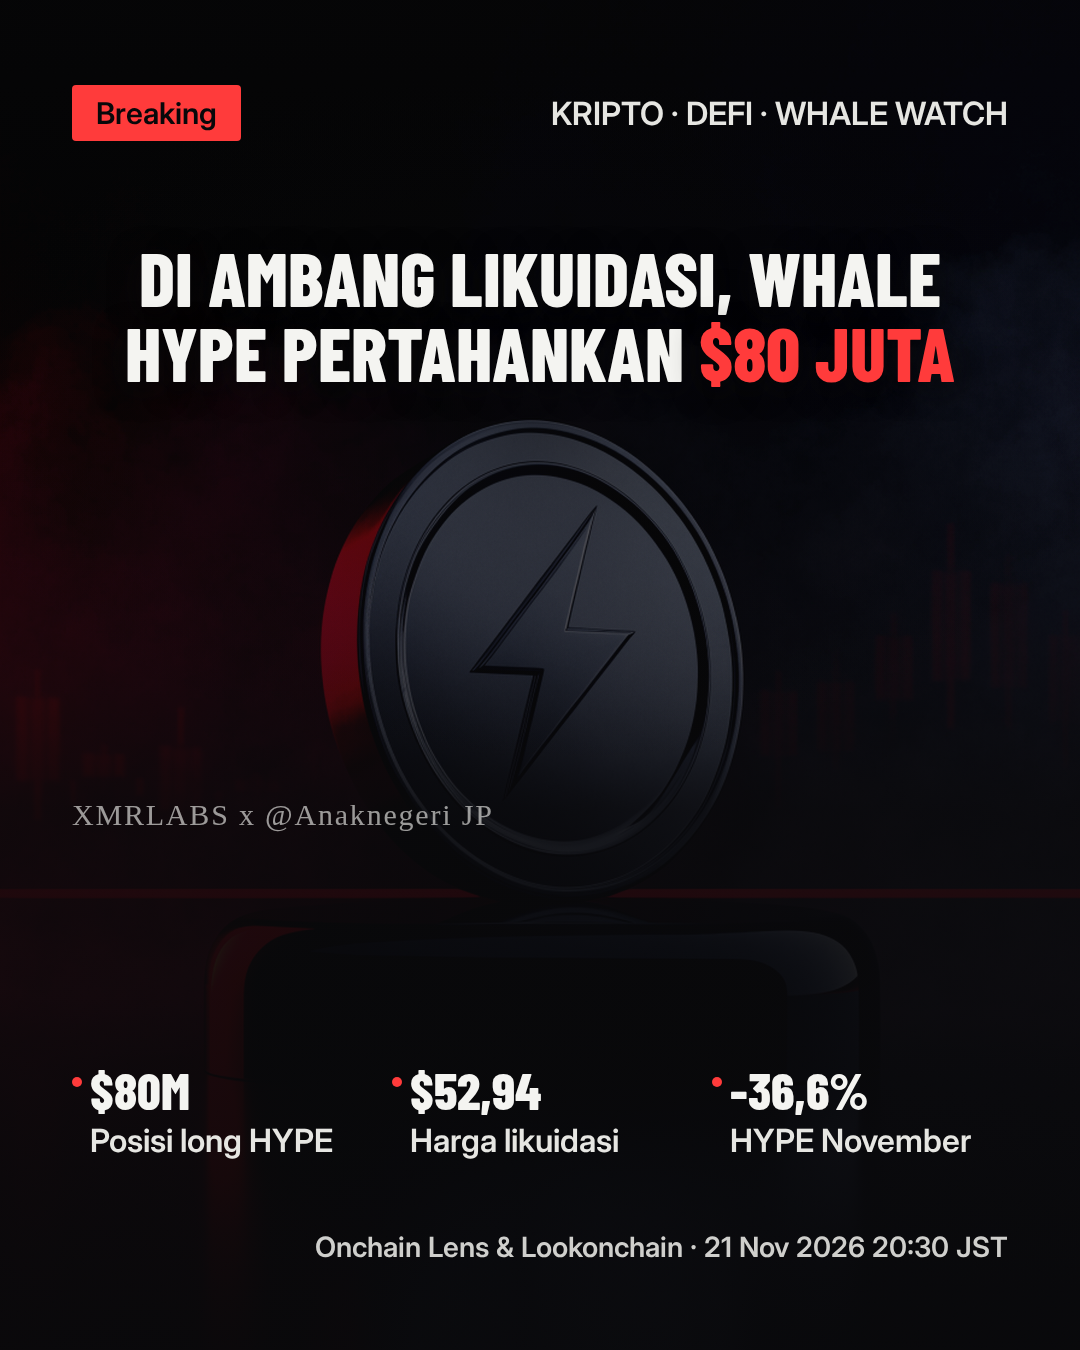 Breaking
KRIPTO · DEFI · WHALE WATCH
DI AMBANG LIKUIDASI, WHALE
HYPE PERTAHANKAN $80 JUTA
XMRLABS x @Anaknegeri JP
$80M
Posisi long HYPE
$52,94
Harga likuidasi
-36,6%
HYPE November
Onchain Lens & Lookonchain · 21 Nov 2026 20:30 JST